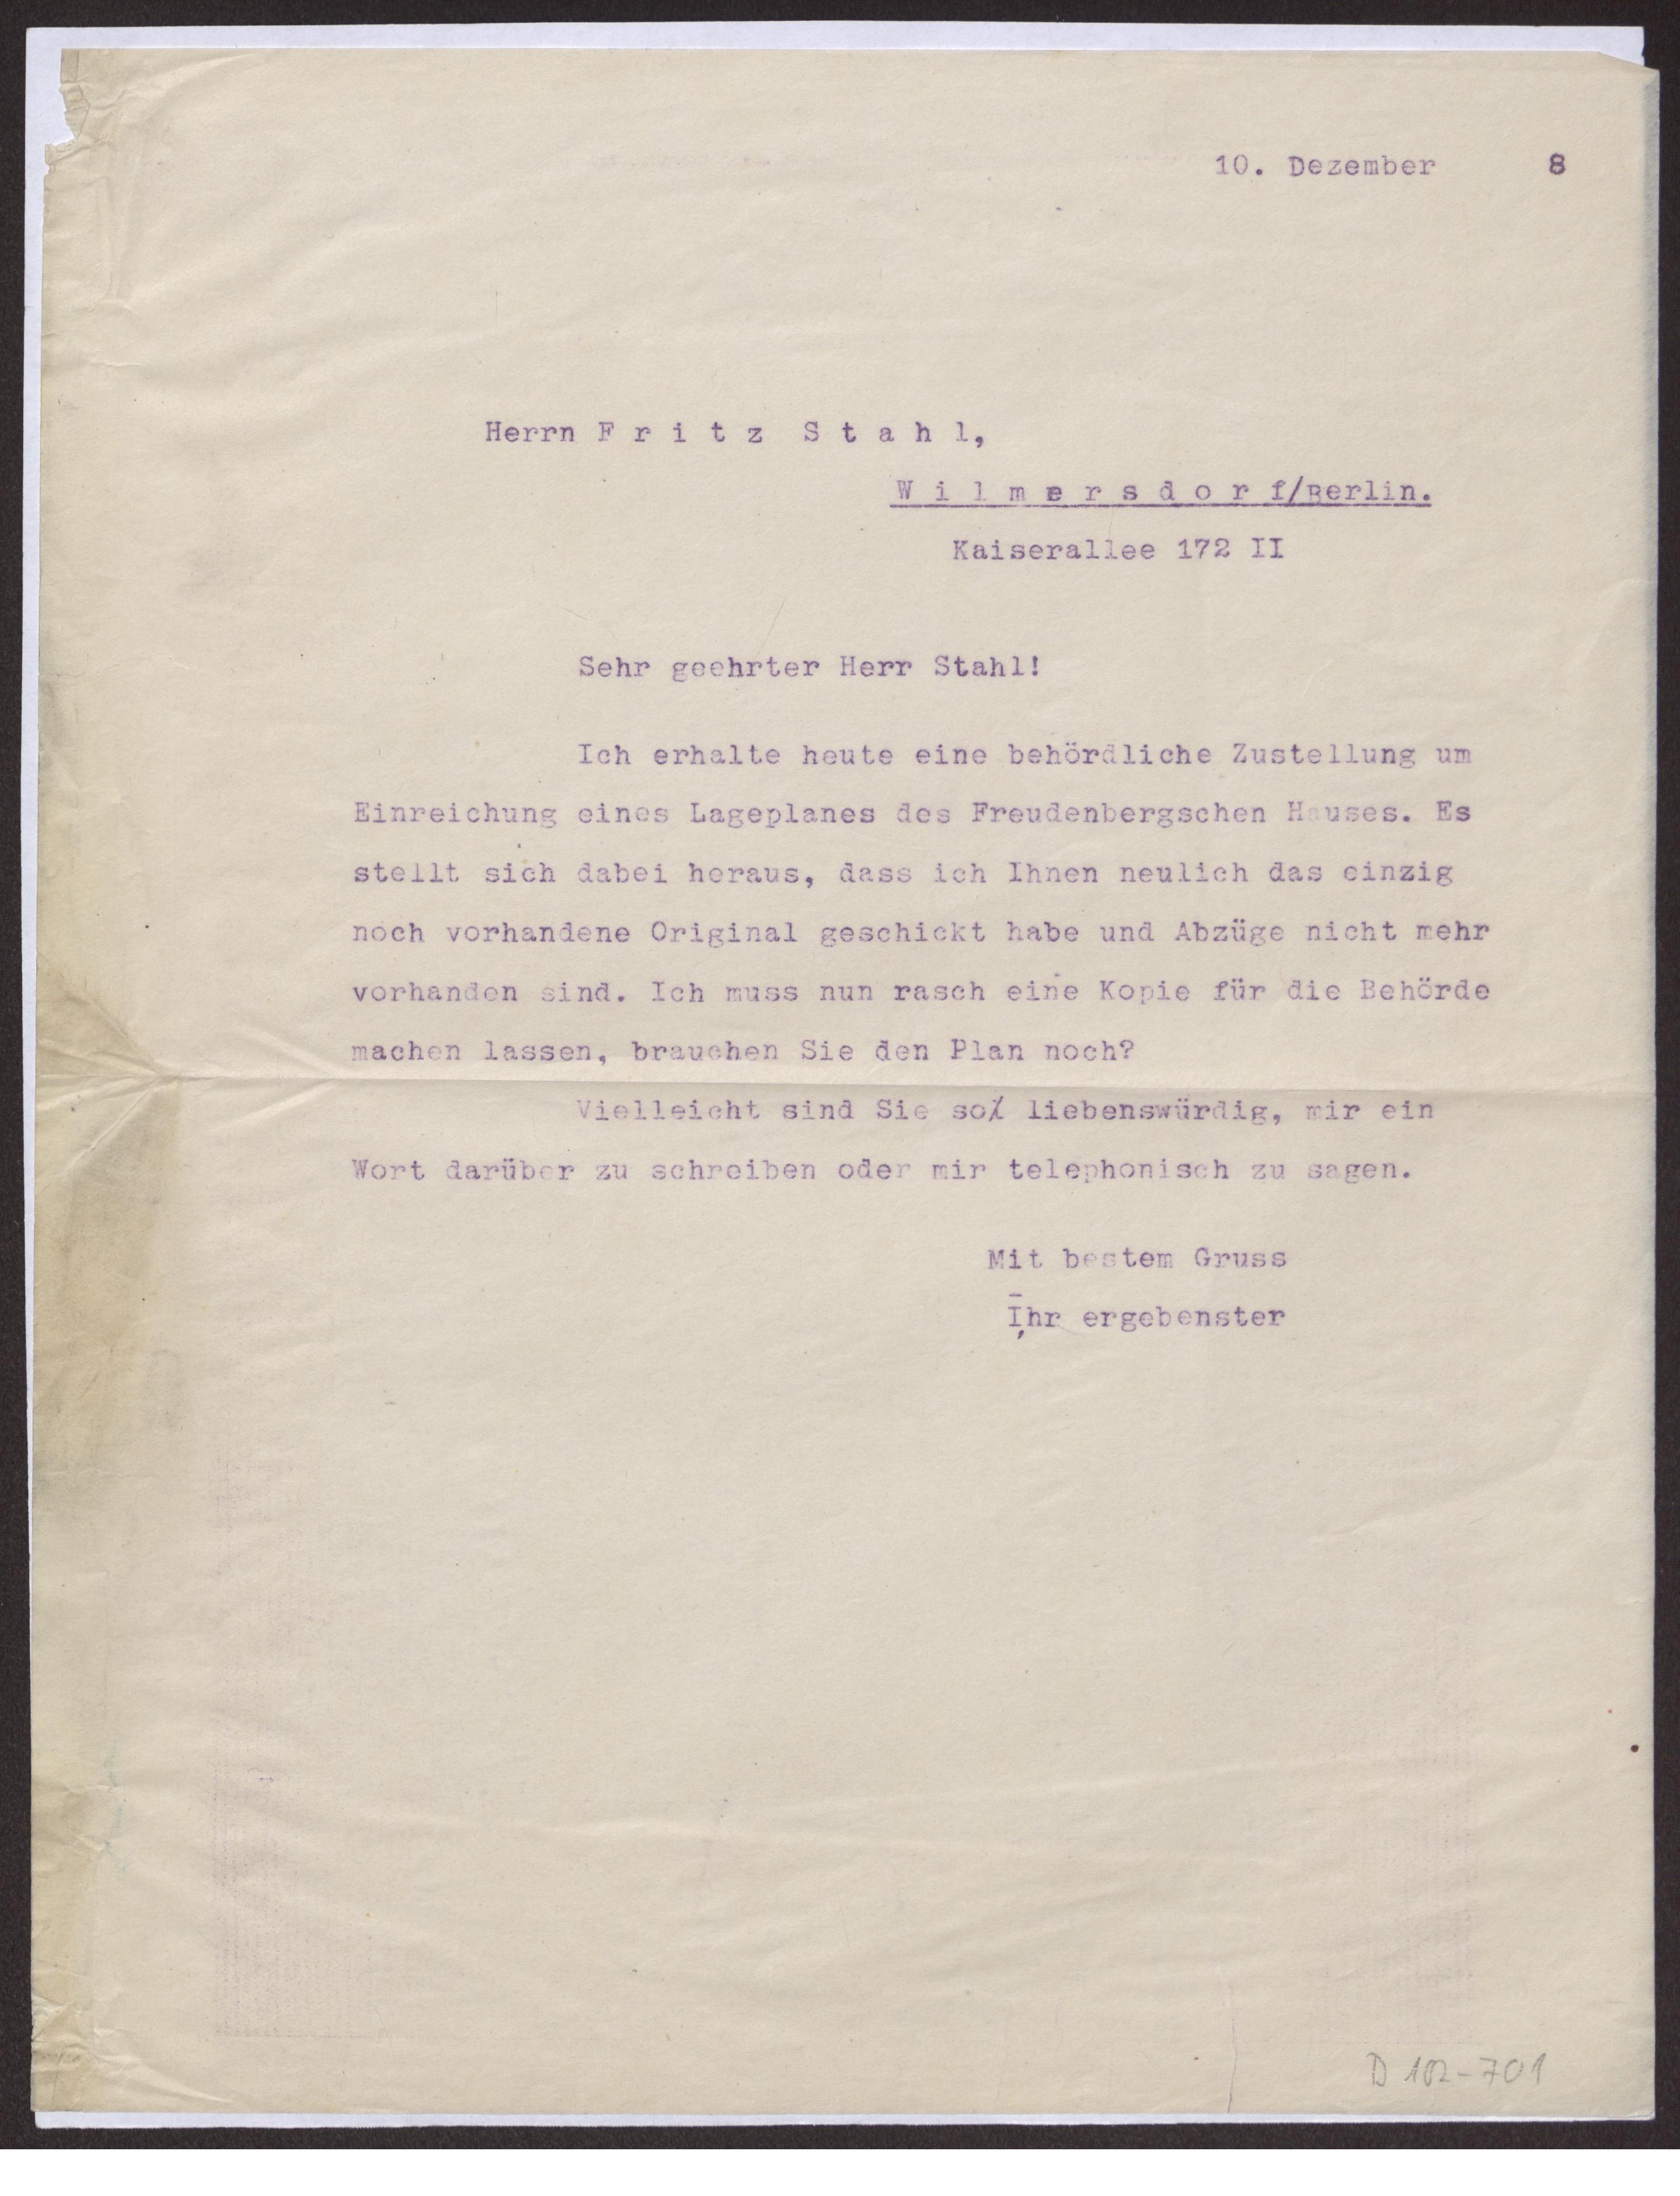 10. Dezember 8
Herrn F r i t z  S t a h l,
W i l m e r s d o r f/Berlin.
Kaiserallee 172 II
Sehr geehrter Herr Stahl!
Ich erhalte heute eine behördliche Zustellung um
Einreichung eines Lageplanes des Freudenbergschen Hauses. Es
stellt sich dabei heraus, dass ich Ihnen neulich das einzig
noch vorhandene Original geschickt habe und Abzüge nicht mehr
vorhanden sind. Ich muss nun rasch eine Kopie für die Behörde
machen lassen, brauchen Sie den Plan noch?
Vielleicht sind Sie so liebenswürdig, mir ein
Wort darüber zu schreiben oder mir telephonisch zu sagen.
Mit bestem Gruss
Ihr ergebenster
D 102-701